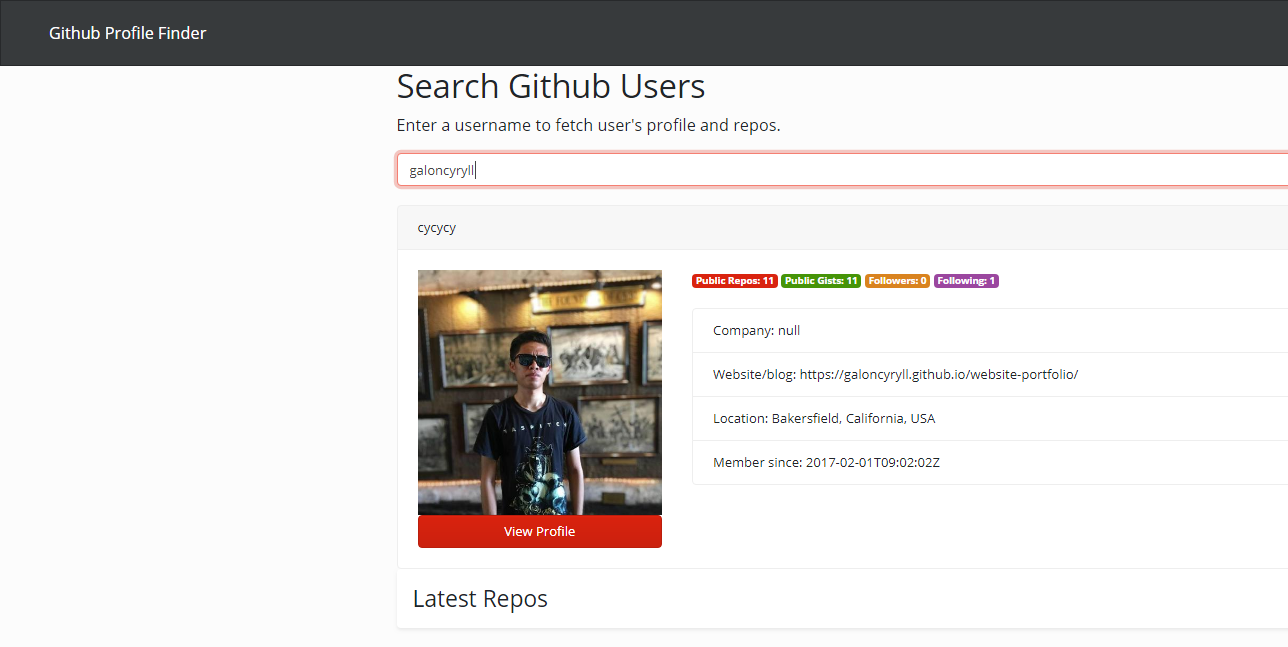 Github Profile Finder
Search Github Users
Enter a username to fetch user's profile and repos.
galoncyryll
cycycy
Public Repos: 11 Public Gists: 11 Followers: 0 Following: 1
Company: null
Website/blog: https://galoncyryll.github.io/website-portfolio/
Location: Bakersfield, California, USA
Member since: 2017-02-01T09:02:02Z
View Profile
Latest Repos